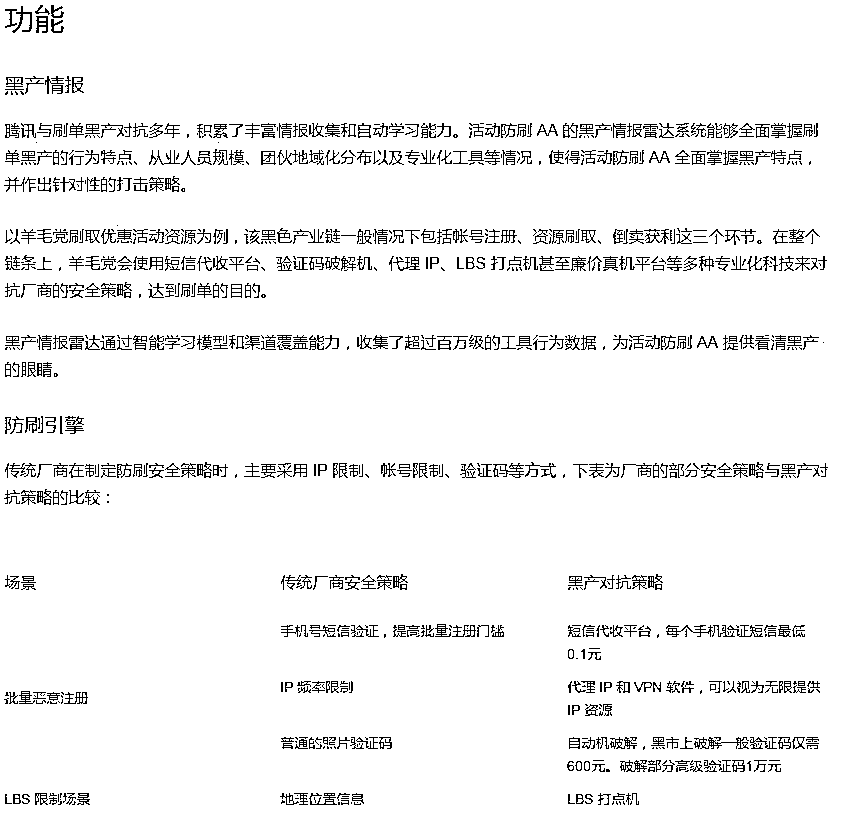 功能
黑产情报
腾讯与刷单黑产对抗多年，积累了丰富情报收集和自动学习能力。活动防刷 AA 的黑产情报雷达系统能够全面掌握刷
单黑产的行为特点、从业人员规模、团伙地域化分布以及专业化工具等情况，使得活动防刷 AA 全面掌握黑产特点，
并作出针对性的打击策略。
以羊毛党刷取优惠活动资源为例，该黑色产业链一般情况下包括帐号注册、资源刷取、倒卖获利这三个环节。在整个
链条上，羊毛党会使用短信代收平台、验证码破解机、代理 IP、LBS 打点机甚至廉价真机平台等多种专业化科技来对
抗厂商的安全策略，达到刷单的目的。
黑产情报雷达通过智能学习模型和渠道覆盖能力，收集了超过百万级的工具行为数据，为活动防刷 AA 提供看清黑产
的眼睛。
防刷引擎
传统厂商在制定防刷安全策略时，主要采用 IP 限制、帐号限制、验证码等方式，下表为厂商的部分安全策略与黑产对
抗策略的比较：
场景 传统厂商安全策略 黑产对抗策略
手机号短信验证，提高批量注册门槛 短信代收平台，每个手机验证短信最低
0.1元
批量恶意注册 IP 频率限制 代理 IP 和 VPN 软件，可以视为无限提供
IP 资源
普通的照片验证码 自动机破解，黑市上破解一般验证码仅需
600元。破解部分高级验证码1万元
LBS 限制场景 地理位置信息 LBS 打点机